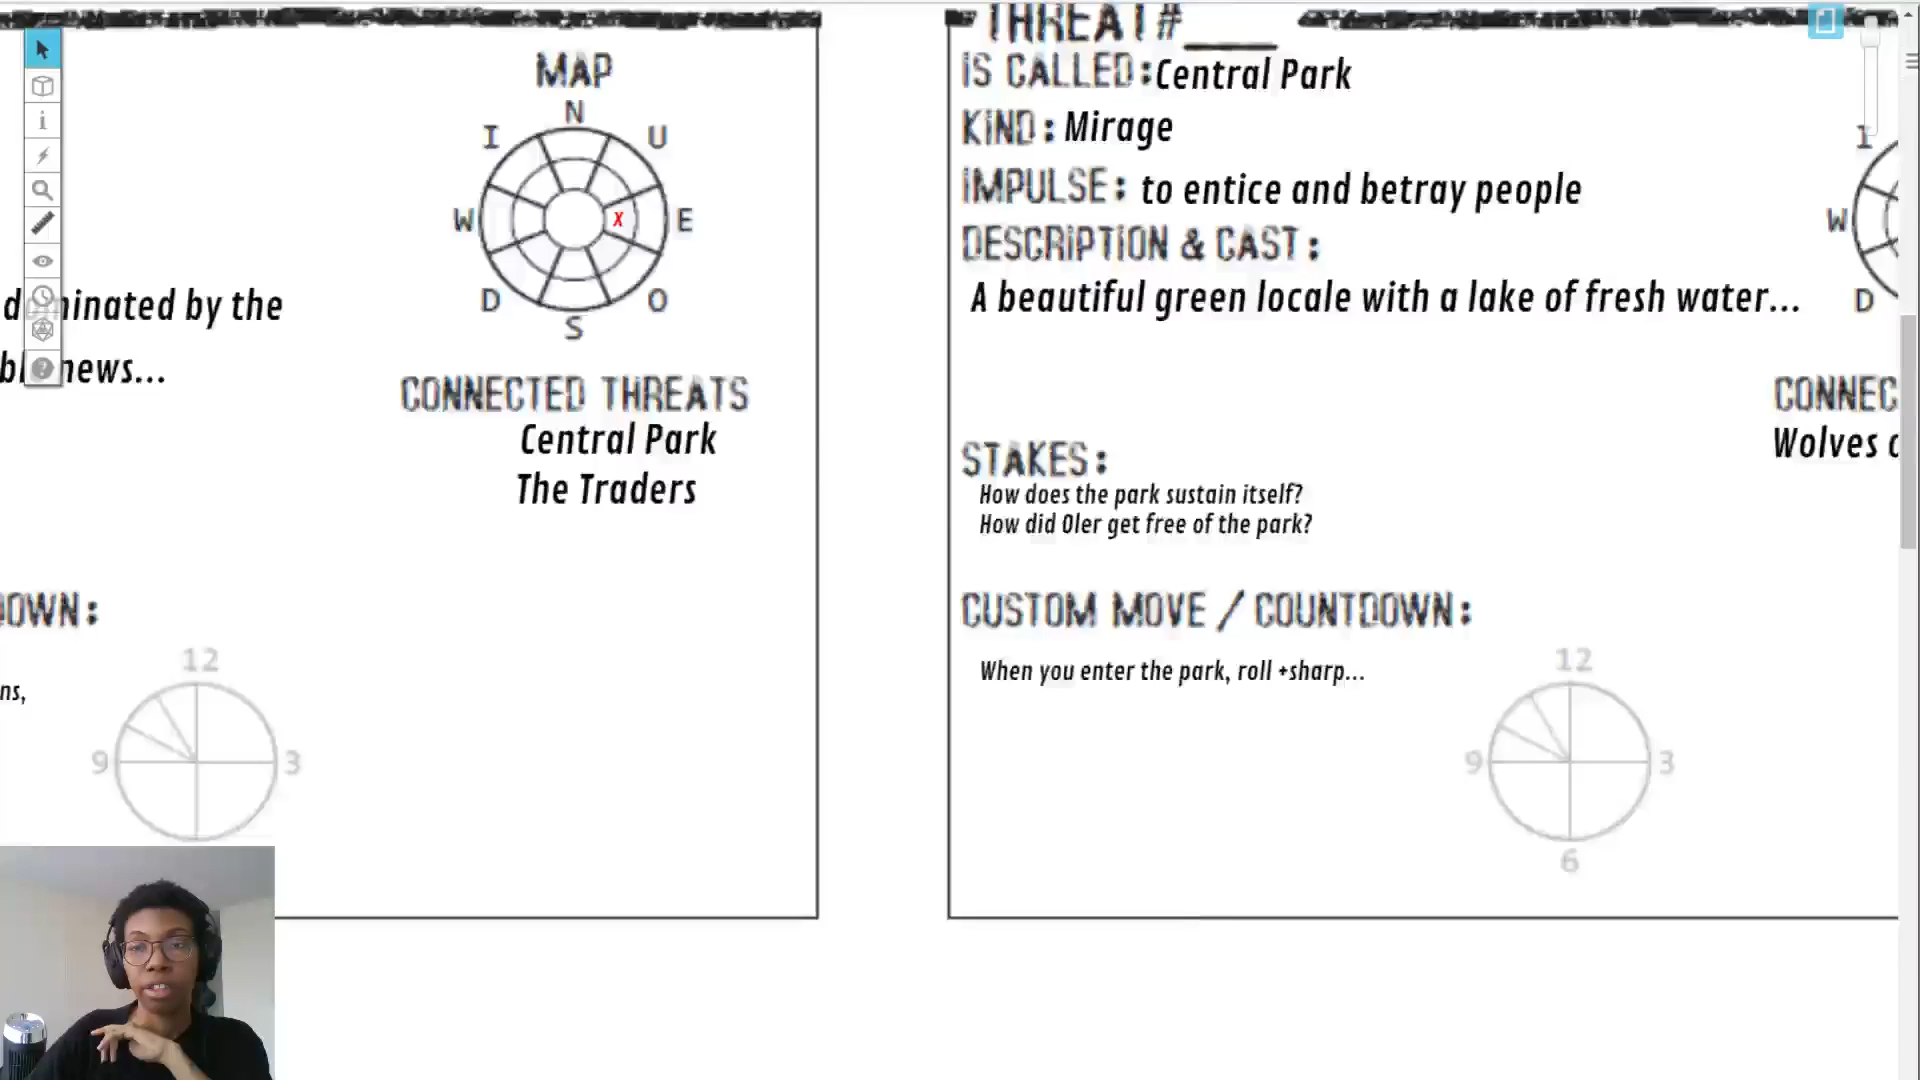 MAP
N
I U
W x E
D O
S
dominated by the
news...
CONNECTED THREATS
Central Park
The Traders
DOWN:
ns,
12
9 3
THREAT#____
IS CALLED: Central Park
KIND: Mirage
IMPULSE: to entice and betray people
DESCRIPTION & CAST:
A beautiful green locale with a lake of fresh water...
I
W
D
CONNEC
Wolves
STAKES:
How does the park sustain itself?
How did Oler get free of the park?
CUSTOM MOVE / COUNTDOWN:
When you enter the park, roll +sharp...
12
9 3
6